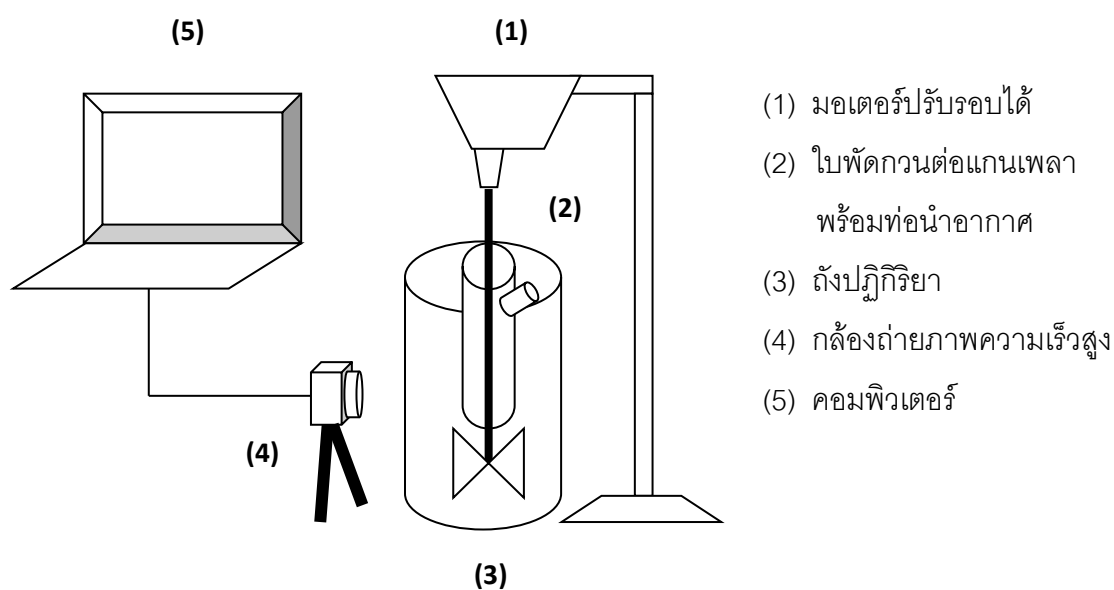 (5)
(1)
(1) มอเตอร์ปรับรอบได้
(2) ใบพัดกวนต่อแกนเพลา
พร้อมท่อนำอากาศ
(3) ถังปฏิกิริยา
(4) กล้องถ่ายภาพความเร็วสูง
(5) คอมพิวเตอร์
(2)
(4)
(3)